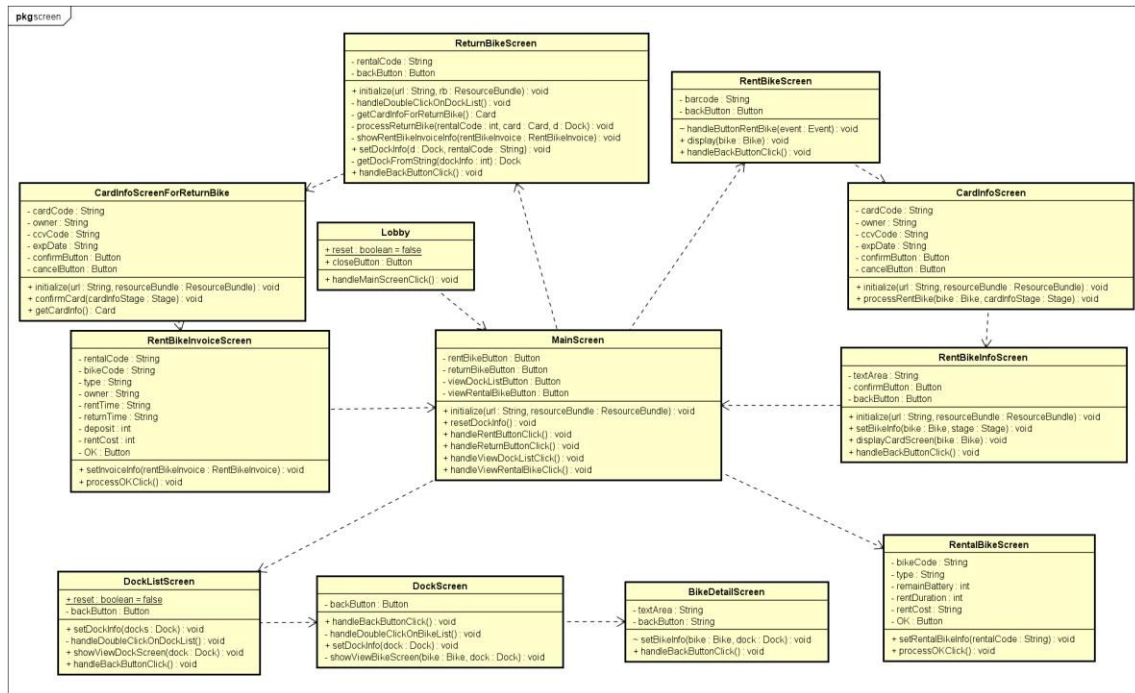 pkg screen
ReturnBikeScreen
- rentalCode : String
- backButton : Button
+ initialize(url : String, rb : ResourceBundle) : void
- handleDoubleClickOnDockList() : void
- getCardInfoForReturnBike() : Card
- processReturnBike(rentalCode : int, card : Card, d : Dock) : void
- showRentBikeInvoiceInfo(rentBikeInvoice : RentBikeInvoice) : void
+ setDockInfo(d : Dock, rentalCode : String) : void
- getDockFromString(dockInfo : int) : Dock
+ handleBackButtonClick() : void
RentBikeScreen
- barcode : String
- backButton : Button
~ handleButtonRentBike(event : Event) : void
+ display(bike : Bike) : void
+ handleBackButtonClick() : void
CardInfoScreenForReturnBike
- cardCode : String
- owner : String
- ccvCode : String
- expDate : String
- confirmButton : Button
- cancelButton : Button
+ initialize(url : String, resourceBundle : ResourceBundle) : void
+ confirmCard(cardInfoStage : Stage) : void
+ getCardInfo() : Card
Lobby
+ reset : boolean = false
+ closeButton : Button
+ handleMainScreenClick() : void
CardInfoScreen
- cardCode : String
- owner : String
- ccvCode : String
- expDate : String
- confirmButton : Button
- cancelButton : Button
+ initialize(url : String, resourceBundle : ResourceBundle) : void
+ processRentBike(bike : Bike, cardInfoStage : Stage) : void
RentBikeInvoiceScreen
- rentalCode : String
- bikeCode : String
- type : String
- owner : String
- rentTime : String
- returnTime : String
- deposit : int
- rentCost : int
- OK : Button
+ setInvoiceInfo(rentBikeInvoice : RentBikeInvoice) : void
+ processOKClick() : void
MainScreen
- rentBikeButton : Button
- returnBikeButton : Button
- viewDockListButton : Button
- viewRentalBikeButton : Button
+ initialize(url : String, resourceBundle : ResourceBundle) : void
+ resetDockInfo() : void
+ handleRentButtonClick() : void
+ handleReturnButtonClick() : void
+ handleViewDockListClick() : void
+ handleViewRentalBikeClick() : void
RentBikeInfoScreen
- textArea : String
- confirmButton : Button
- backButton : Button
+ initialize(url : String, resourceBundle : ResourceBundle) : void
+ setBikeInfo(bike : Bike, stage : Stage) : void
+ displayCardScreen(bike : Bike) : void
+ handleBackButtonClick() : void
DockListScreen
+ reset : boolean = false
- backButton : Button
+ setDockInfo(docks : Dock) : void
- handleDoubleClickOnDockList() : void
+ showViewDockScreen(dock : Dock) : void
+ handleBackButtonClick() : void
DockScreen
- backButton : Button
+ handleBackButtonClick() : void
- handleDoubleClickOnBikeList() : void
+ setDockInfo(dock : Dock) : void
- showViewBikeScreen(bike : Bike, dock : Dock) : void
BikeDetailScreen
- textArea : String
- backButton : String
~ setBikeInfo(bike : Bike, dock : Dock) : void
+ handleBackButtonClick() : void
RentalBikeScreen
- bikeCode : String
- type : String
- remainBattery : int
- rentDuration : int
- rentCost : String
- OK : Button
+ setRentalBikeInfo(rentalCode : String) : void
+ processOKClick() : void